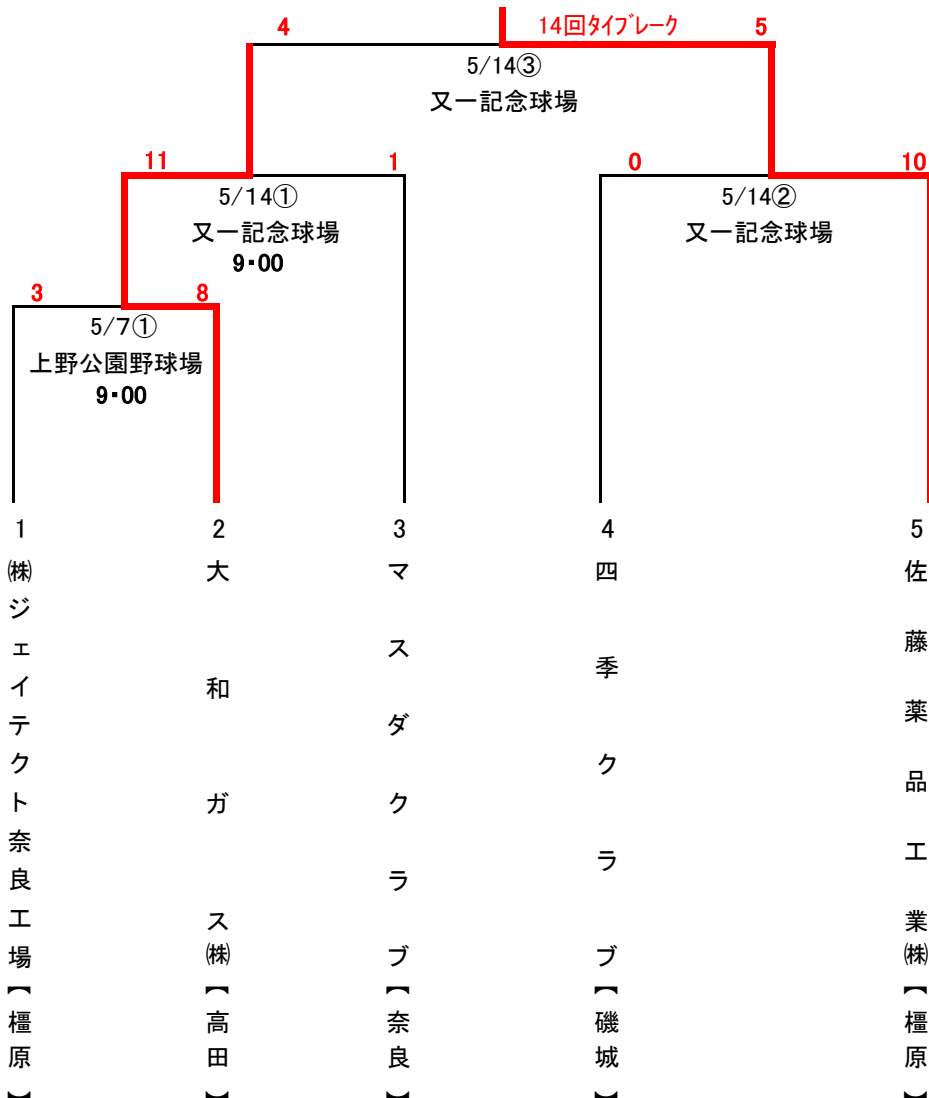 4
14回タイブレーク
5
5/14③
又一記念球場
11
1
0
10
5/14①
又一記念球場
9:00
5/14②
又一記念球場
3
8
5/7①
上野公園野球場
9:00
1
2
3
4
5
㈱ジェイテクト奈良工場【橿原】
大和ガス㈱【高田】
マスダクラブ【奈良】
四季クラブ【磯城】
佐藤薬品工業㈱【橿原】